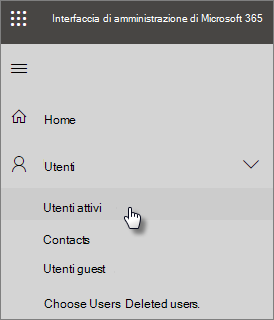 Interfaccia di amministrazione di Microsoft 365
Home
Utenti
Utenti attivi
Contacts
Utenti guest
Choose Users Deleted users.